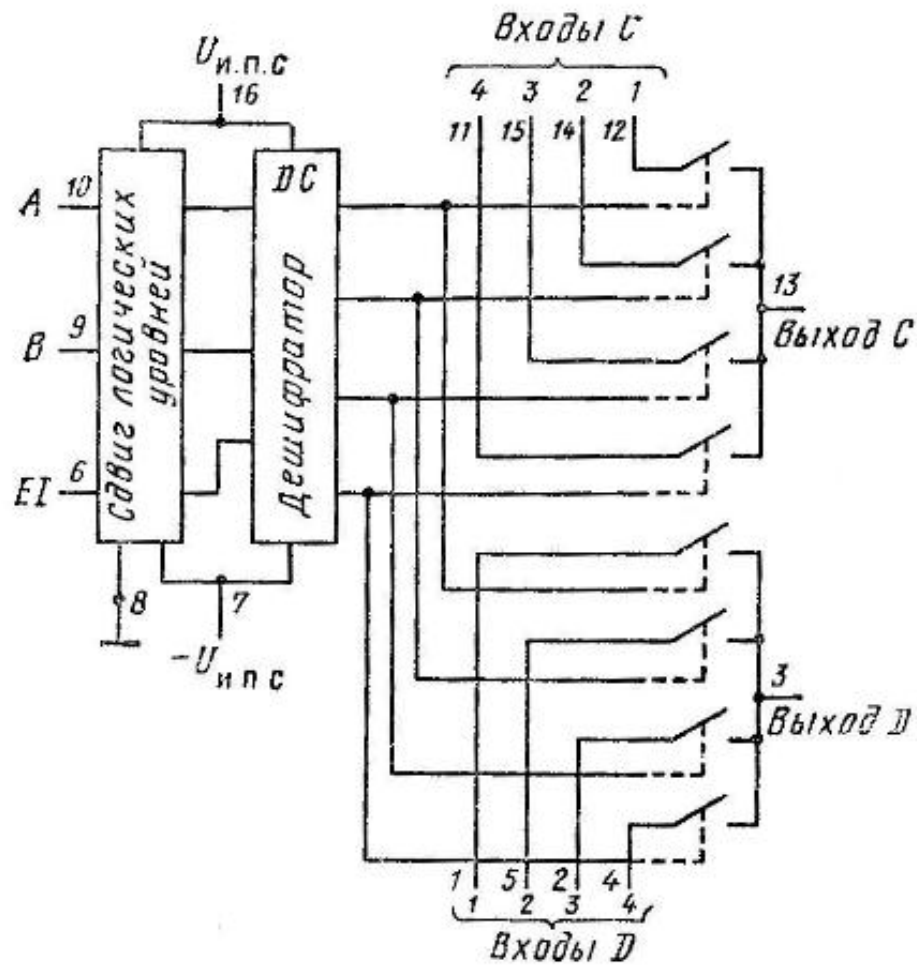 Входы C
U и.п.с
4 3 2 1
16
11 15 14 12
DC
A 10
Сдвиг логических уровней
Дешифратор
13
B 9
Выход C
EI 6
8 7
-U и п с
3
Выход D
1 5 2 4
1 2 3 4
Входы D